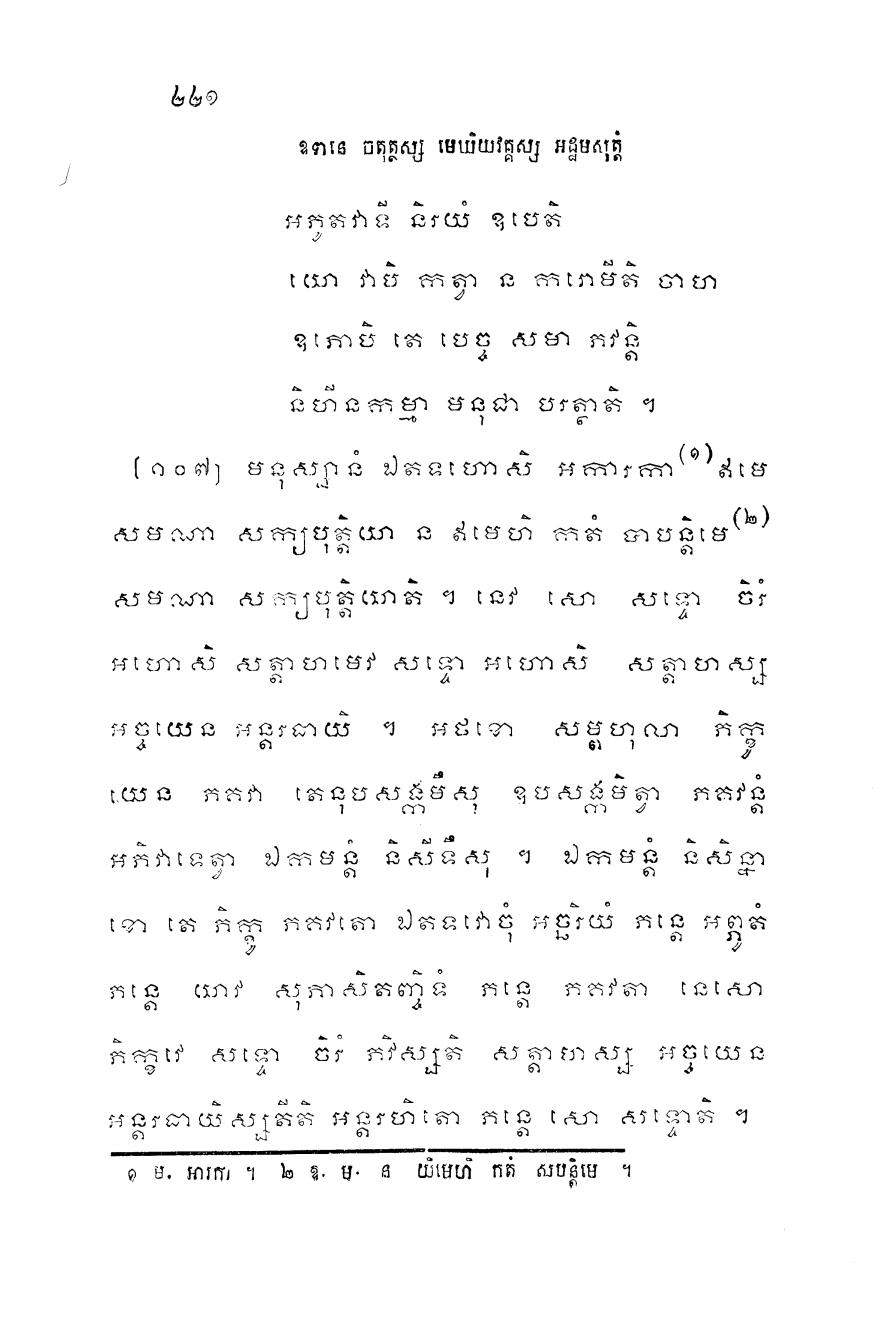 ២២១
ឧទានេ ចតុត្ថស្ស មេឃិយវគ្គស្ស អដ្ឋមសុត្តំ
អភូតវាទី និរយំ ឧបេតិ
យោ វាបិ កត្វា ន ករោមីតិ ចាហ
ឧភោបិ តេ បេច្ច សមា ភវន្តិ
និហីនកម្មា មនុជា បរត្ថាតិ ។
[១០៧] មនុស្សានំ ឯតទហោសិ អការកា(១) ឥមេ
សមណា សក្យបុត្តិយា ន ឥមេហិ កតំ បាបន្តិមេ(២)
សមណា សក្យបុត្តិយាតិ ។ នេវ សោ សទ្ទោ ចិរំ
អហោសិ សត្តាហមេវ សទ្ទោ អហោសិ សត្តាហស្ស
អច្ចយេន អន្តរធាយិ ។ អថខោ សម្ពហុលា ភិក្ខូ
យេន ភគវា តេនុបសង្កមឹសុ ឧបសង្កមិត្វា ភគវន្តំ
អភិវាទេត្វា ឯកមន្តំ និសីទឹសុ ។ ឯកមន្តំ និសិន្នា
ខោ តេ ភិក្ខូ ភគវតោ ឯតទវោចុំ អច្ឆរិយំ ភន្តេ អព្ភូតំ
ភន្តេ យាវ សុភាសិតញ្ចិទំ ភន្តេ ភគវតា នេសោ
ភិក្ខវេ សទ្ទោ ចិរំ ភវិស្សតិ សត្តាហស្ស អច្ចយេន
អន្តរធាយិស្សតីតិ អន្តរហិតោ ភន្តេ សោ សទ្ទោតិ ។
១ ម. អារកា ។ ២ ឧ. ម. ន យិមេហិ កតំ សបន្តិមេ ។